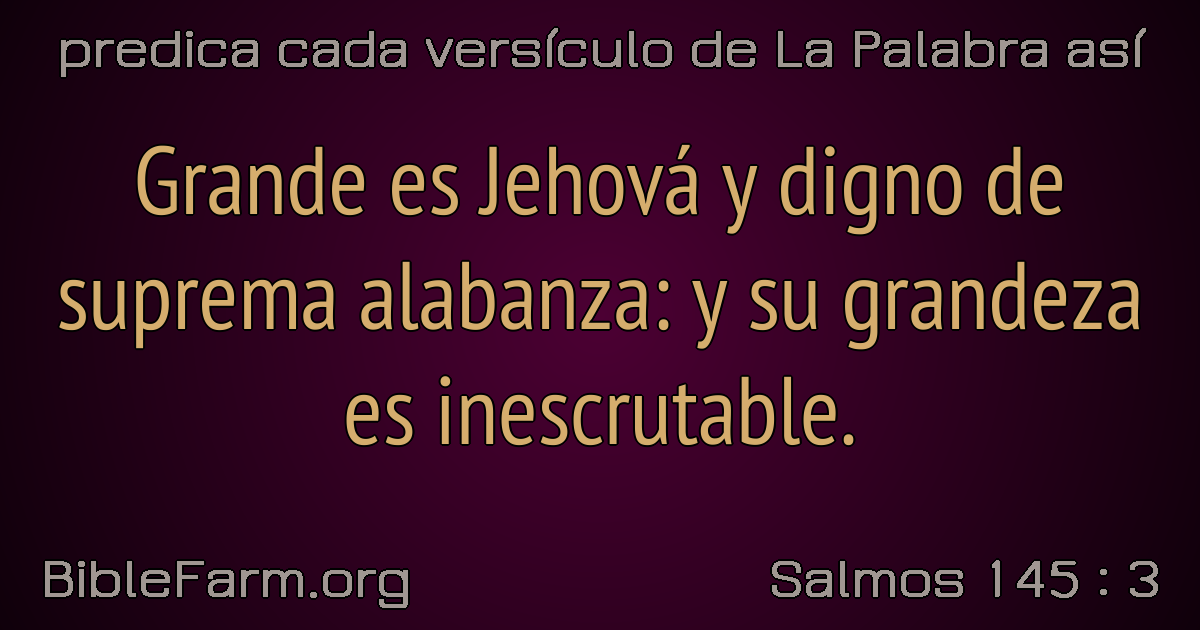 predica cada versículo de La Palabra así
Grande es Jehová y digno de
suprema alabanza: y su grandeza
es inescrutable.
BibleFarm.org
Salmos 145 : 3